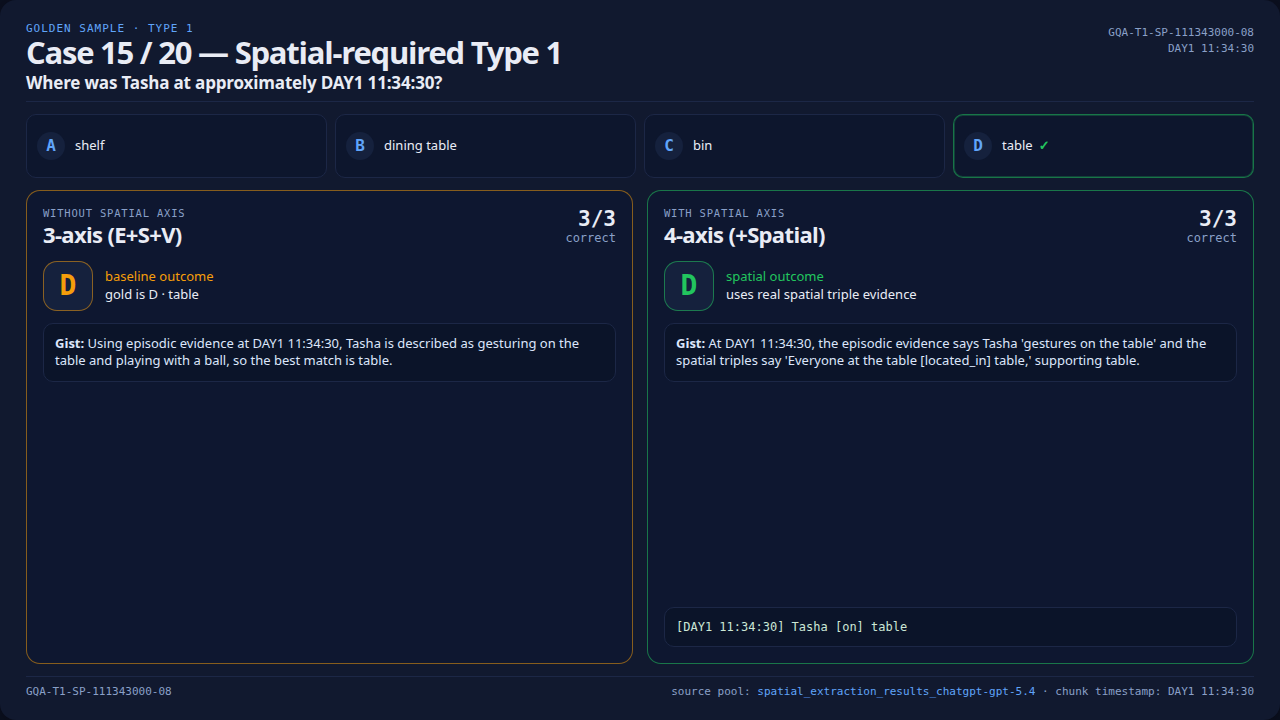 GOLDEN SAMPLE · TYPE 1
Case 15 / 20 — Spatial-required Type 1
Where was Tasha at approximately DAY1 11:34:30?
GQA-T1-SP-111343000-08
DAY1 11:34:30
A shelf
B dining table
C bin
D table ✓
WITHOUT SPATIAL AXIS
3-axis (E+S+V)
3/3
correct
D
baseline outcome
gold is D · table
Gist: Using episodic evidence at DAY1 11:34:30, Tasha is described as gesturing on the
table and playing with a ball, so the best match is table.
WITH SPATIAL AXIS
4-axis (+Spatial)
3/3
correct
D
spatial outcome
uses real spatial triple evidence
Gist: At DAY1 11:34:30, the episodic evidence says Tasha 'gestures on the table' and the
spatial triples say 'Everyone at the table [located_in] table,' supporting table.
[DAY1 11:34:30] Tasha [on] table
GQA-T1-SP-111343000-08
source pool: spatial_extraction_results_chatgpt-gpt-5.4 · chunk timestamp: DAY1 11:34:30